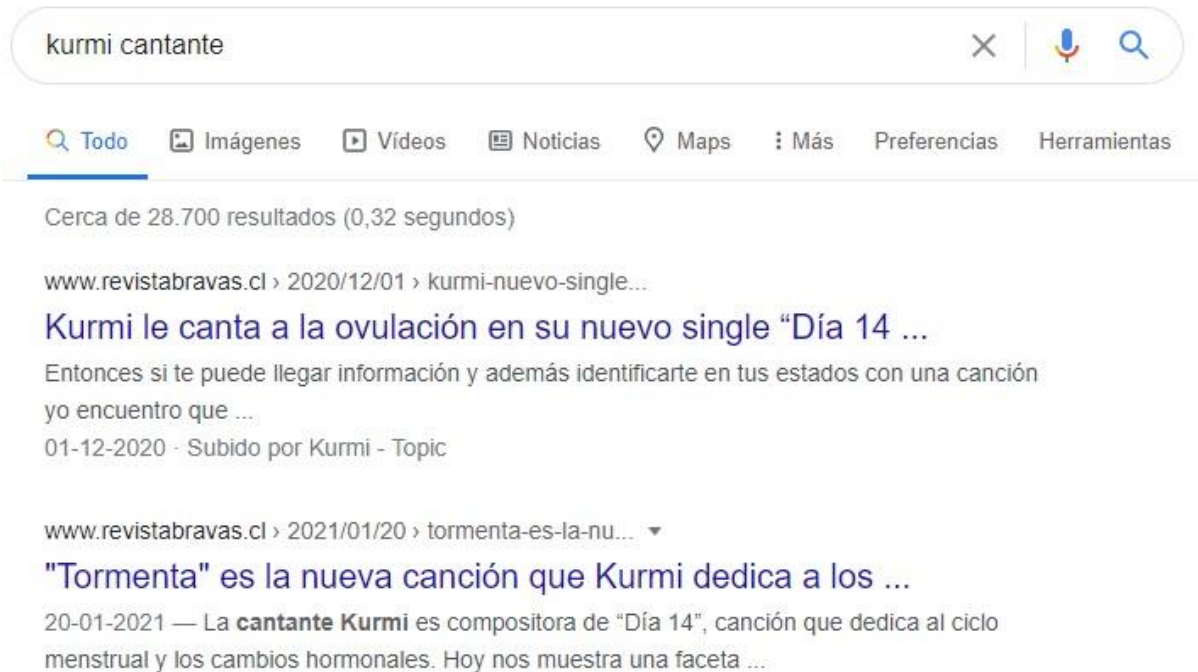 kurmi cantante
Todo Imágenes Vídeos Noticias Maps Más Preferencias Herramientas
Cerca de 28.700 resultados (0,32 segundos)
www.revistabravas.cl › 2020/12/01 › kurmi-nuevo-single...
Kurmi le canta a la ovulación en su nuevo single “Día 14 ...
Entonces si te puede llegar información y además identificarte en tus estados con una canción
yo encuentro que ...
01-12-2020 · Subido por Kurmi - Topic
www.revistabravas.cl › 2021/01/20 › tormenta-es-la-nu...
"Tormenta" es la nueva canción que Kurmi dedica a los ...
20-01-2021 — La cantante Kurmi es compositora de “Día 14”, canción que dedica al ciclo
menstrual y los cambios hormonales. Hoy nos muestra una faceta ...